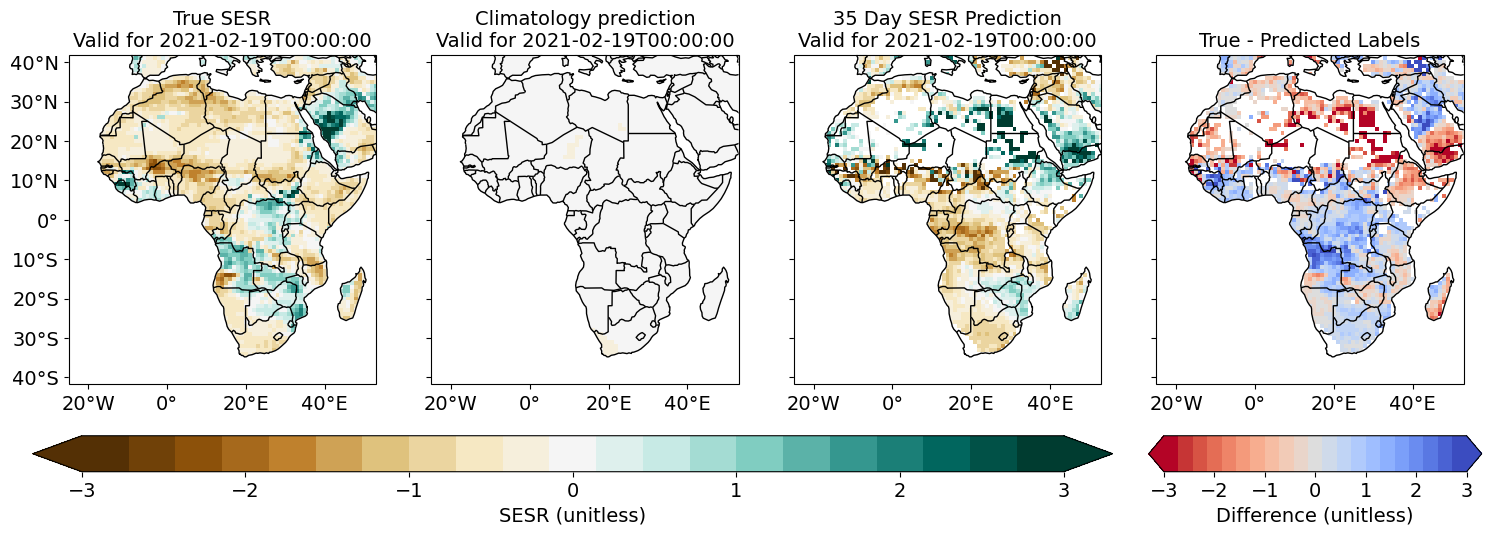 True SESR
Valid for 2021-02-19T00:00:00
Climatology prediction
Valid for 2021-02-19T00:00:00
35 Day SESR Prediction
Valid for 2021-02-19T00:00:00
True - Predicted Labels
40°N
30°N
20°N
10°N
0°
10°S
20°S
30°S
40°S
20°W 0° 20°E 40°E
20°W 0° 20°E 40°E
20°W 0° 20°E 40°E
20°W 0° 20°E 40°E
−3 −2 −1 0 1 2 3
SESR (unitless)
−3 −2 −1 0 1 2 3
Difference (unitless)